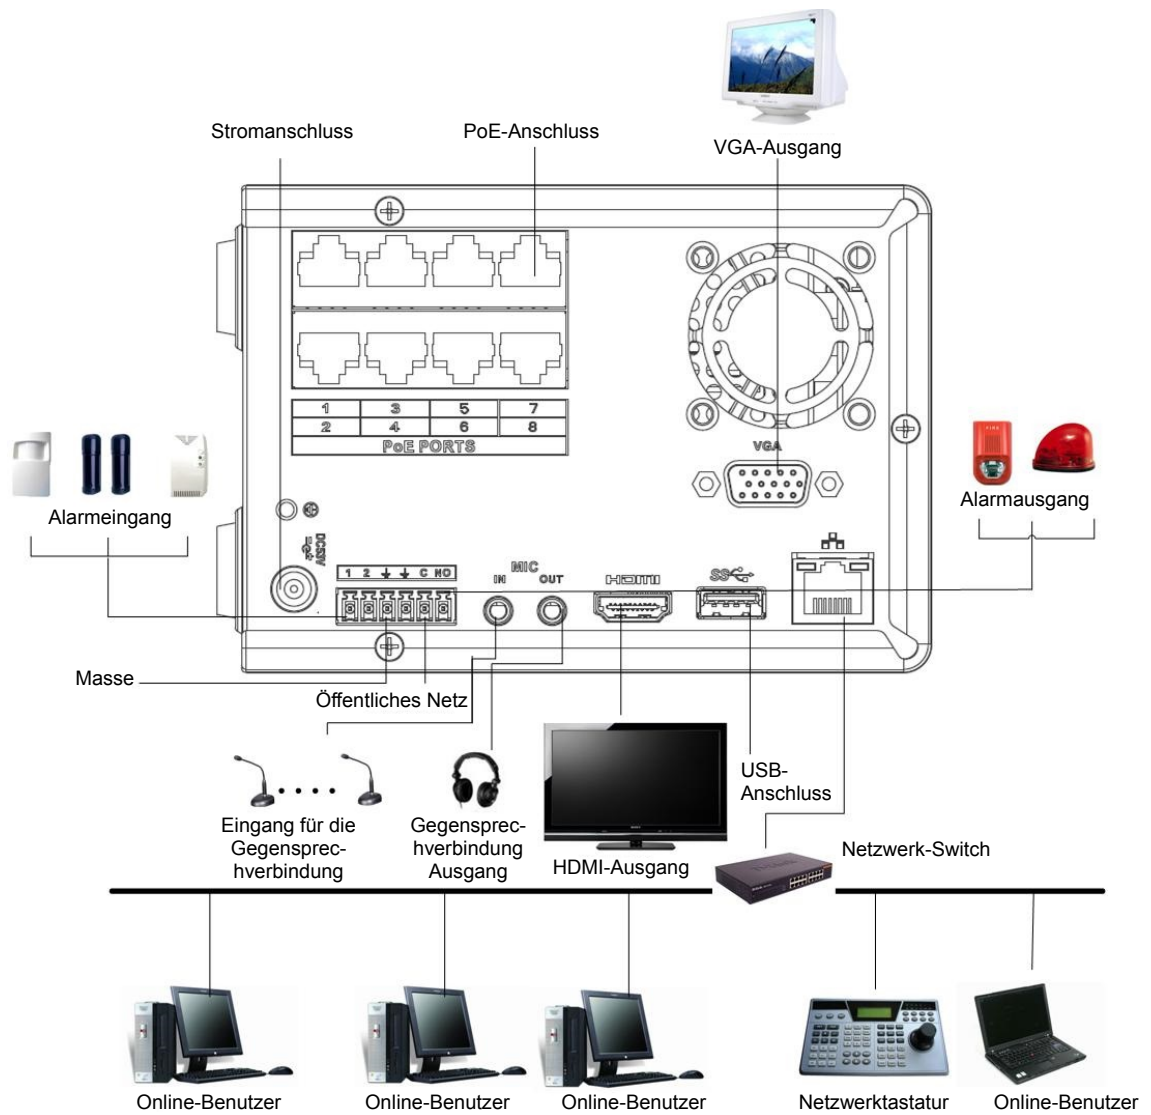 Stromanschluss
PoE-Anschluss
VGA-Ausgang
1 3 5 7
2 4 6 8
PoE PORTS
VGA
Alarmeingang
Alarmausgang
FIRE
DC53V
1 2 C NO
MIC
IN OUT
HDMI
SS
Masse
Öffentliches Netz
USB-
Anschluss
Eingang für die
Gegensprec-
hverbindung
Gegensprec-
hverbindung
Ausgang
HDMI-Ausgang
Netzwerk-Switch
Online-Benutzer
Online-Benutzer
Online-Benutzer
Netzwerktastatur
Online-Benutzer